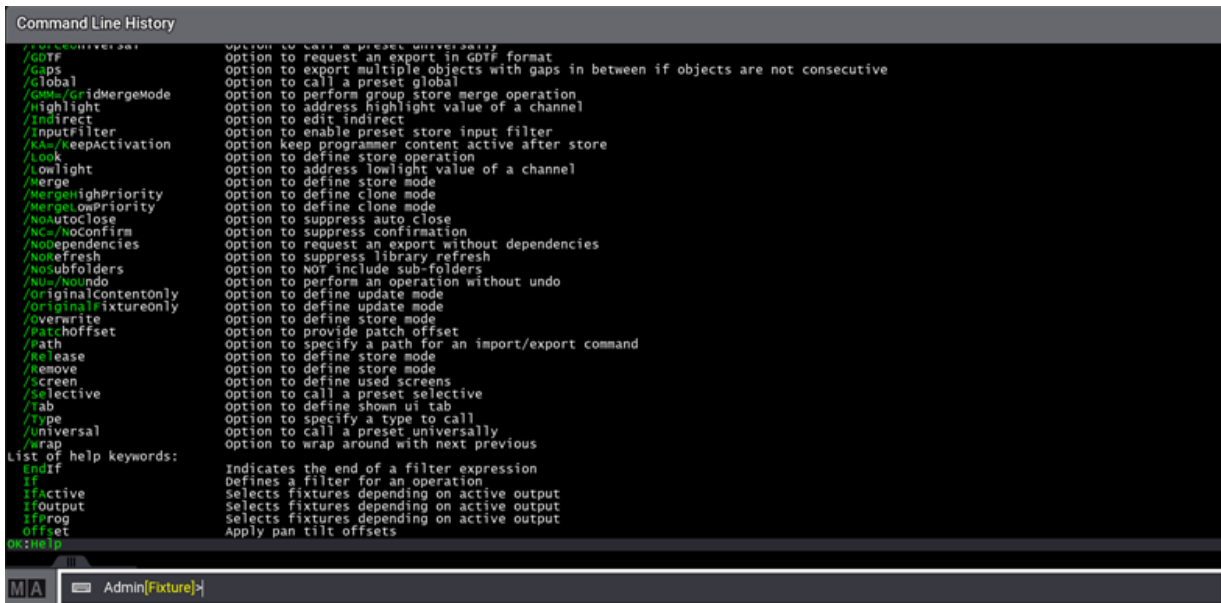 Command Line History
/ForceUniversal Option to call a preset universally
/GDTF Option to request an export in GDTF format
/Gaps Option to export multiple objects with gaps in between if objects are not consecutive
/Global Option to call a preset global
/GMM=/GridMergeMode Option to perform group store merge operation
/Highlight Option to address highlight value of a channel
/Indirect Option to edit indirect
/InputFilter Option to enable preset store input filter
/KA=/KeepActivation Option keep programmer content active after store
/Look Option to define store operation
/Lowlight Option to address lowlight value of a channel
/Merge Option to define store mode
/MergeHighPriority Option to define clone mode
/MergeLowPriority Option to define clone mode
/NoAutoClose Option to suppress auto close
/NC=/NoConfirm Option to suppress confirmation
/NoDependencies Option to request an export without dependencies
/NoRefresh Option to suppress library refresh
/NoSubfolders Option to NOT include sub-folders
/NU=/NoUndo Option to perform an operation without undo
/OriginalContentOnly Option to define update mode
/OriginalFixtureOnly Option to define update mode
/Overwrite Option to define store mode
/PatchOffset Option to provide patch offset
/Path Option to specify a path for an import/export command
/Release Option to define store mode
/Remove Option to define store mode
/Screen Option to define used screens
/Selective Option to call a preset selective
/Tab Option to define shown ui tab
/Type Option to specify a type to call
/Universal Option to call a preset universally
/Wrap Option to wrap around with next previous
List of help keywords:
EndIf Indicates the end of a filter expression
If Defines a filter for an operation
IfActive Selects fixtures depending on active output
IfOutput Selects fixtures depending on active output
IfProg Selects fixtures depending on active output
Offset Apply pan tilt offsets
OK:Help
MA Admin[Fixture]>